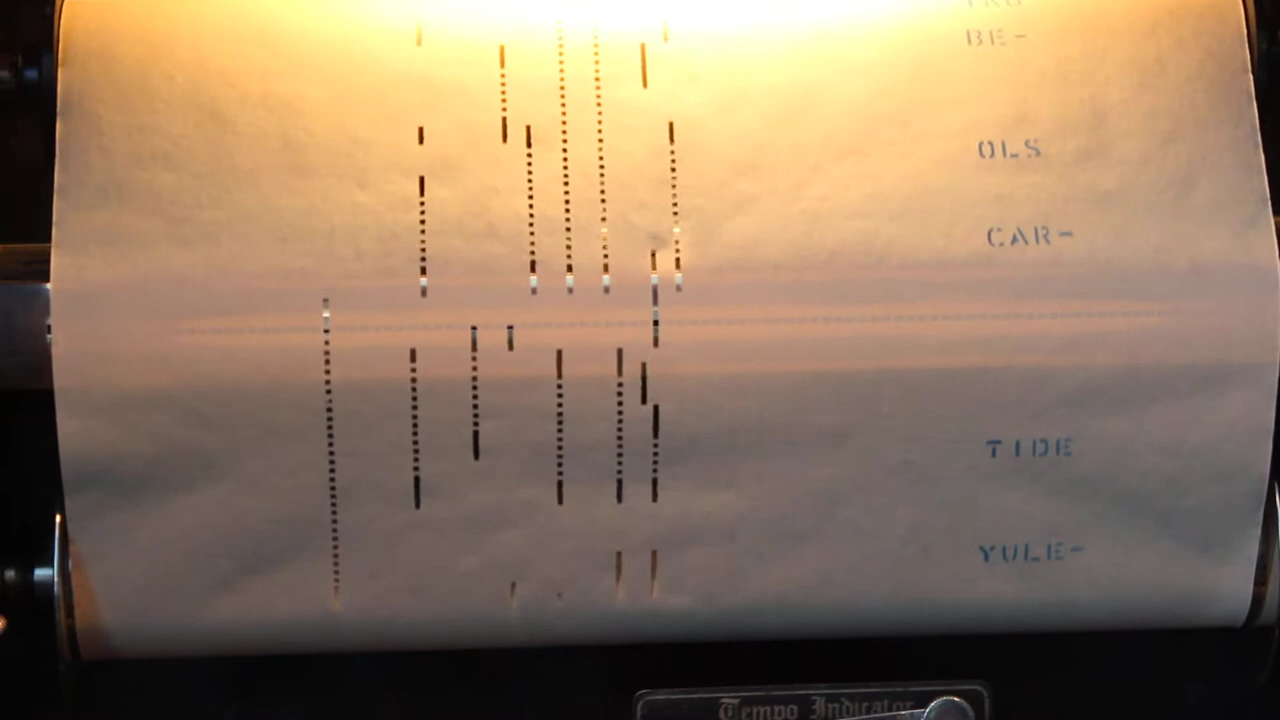 BE-
OLS
CAR-
TIDE
YULE-
Tempo Indicator